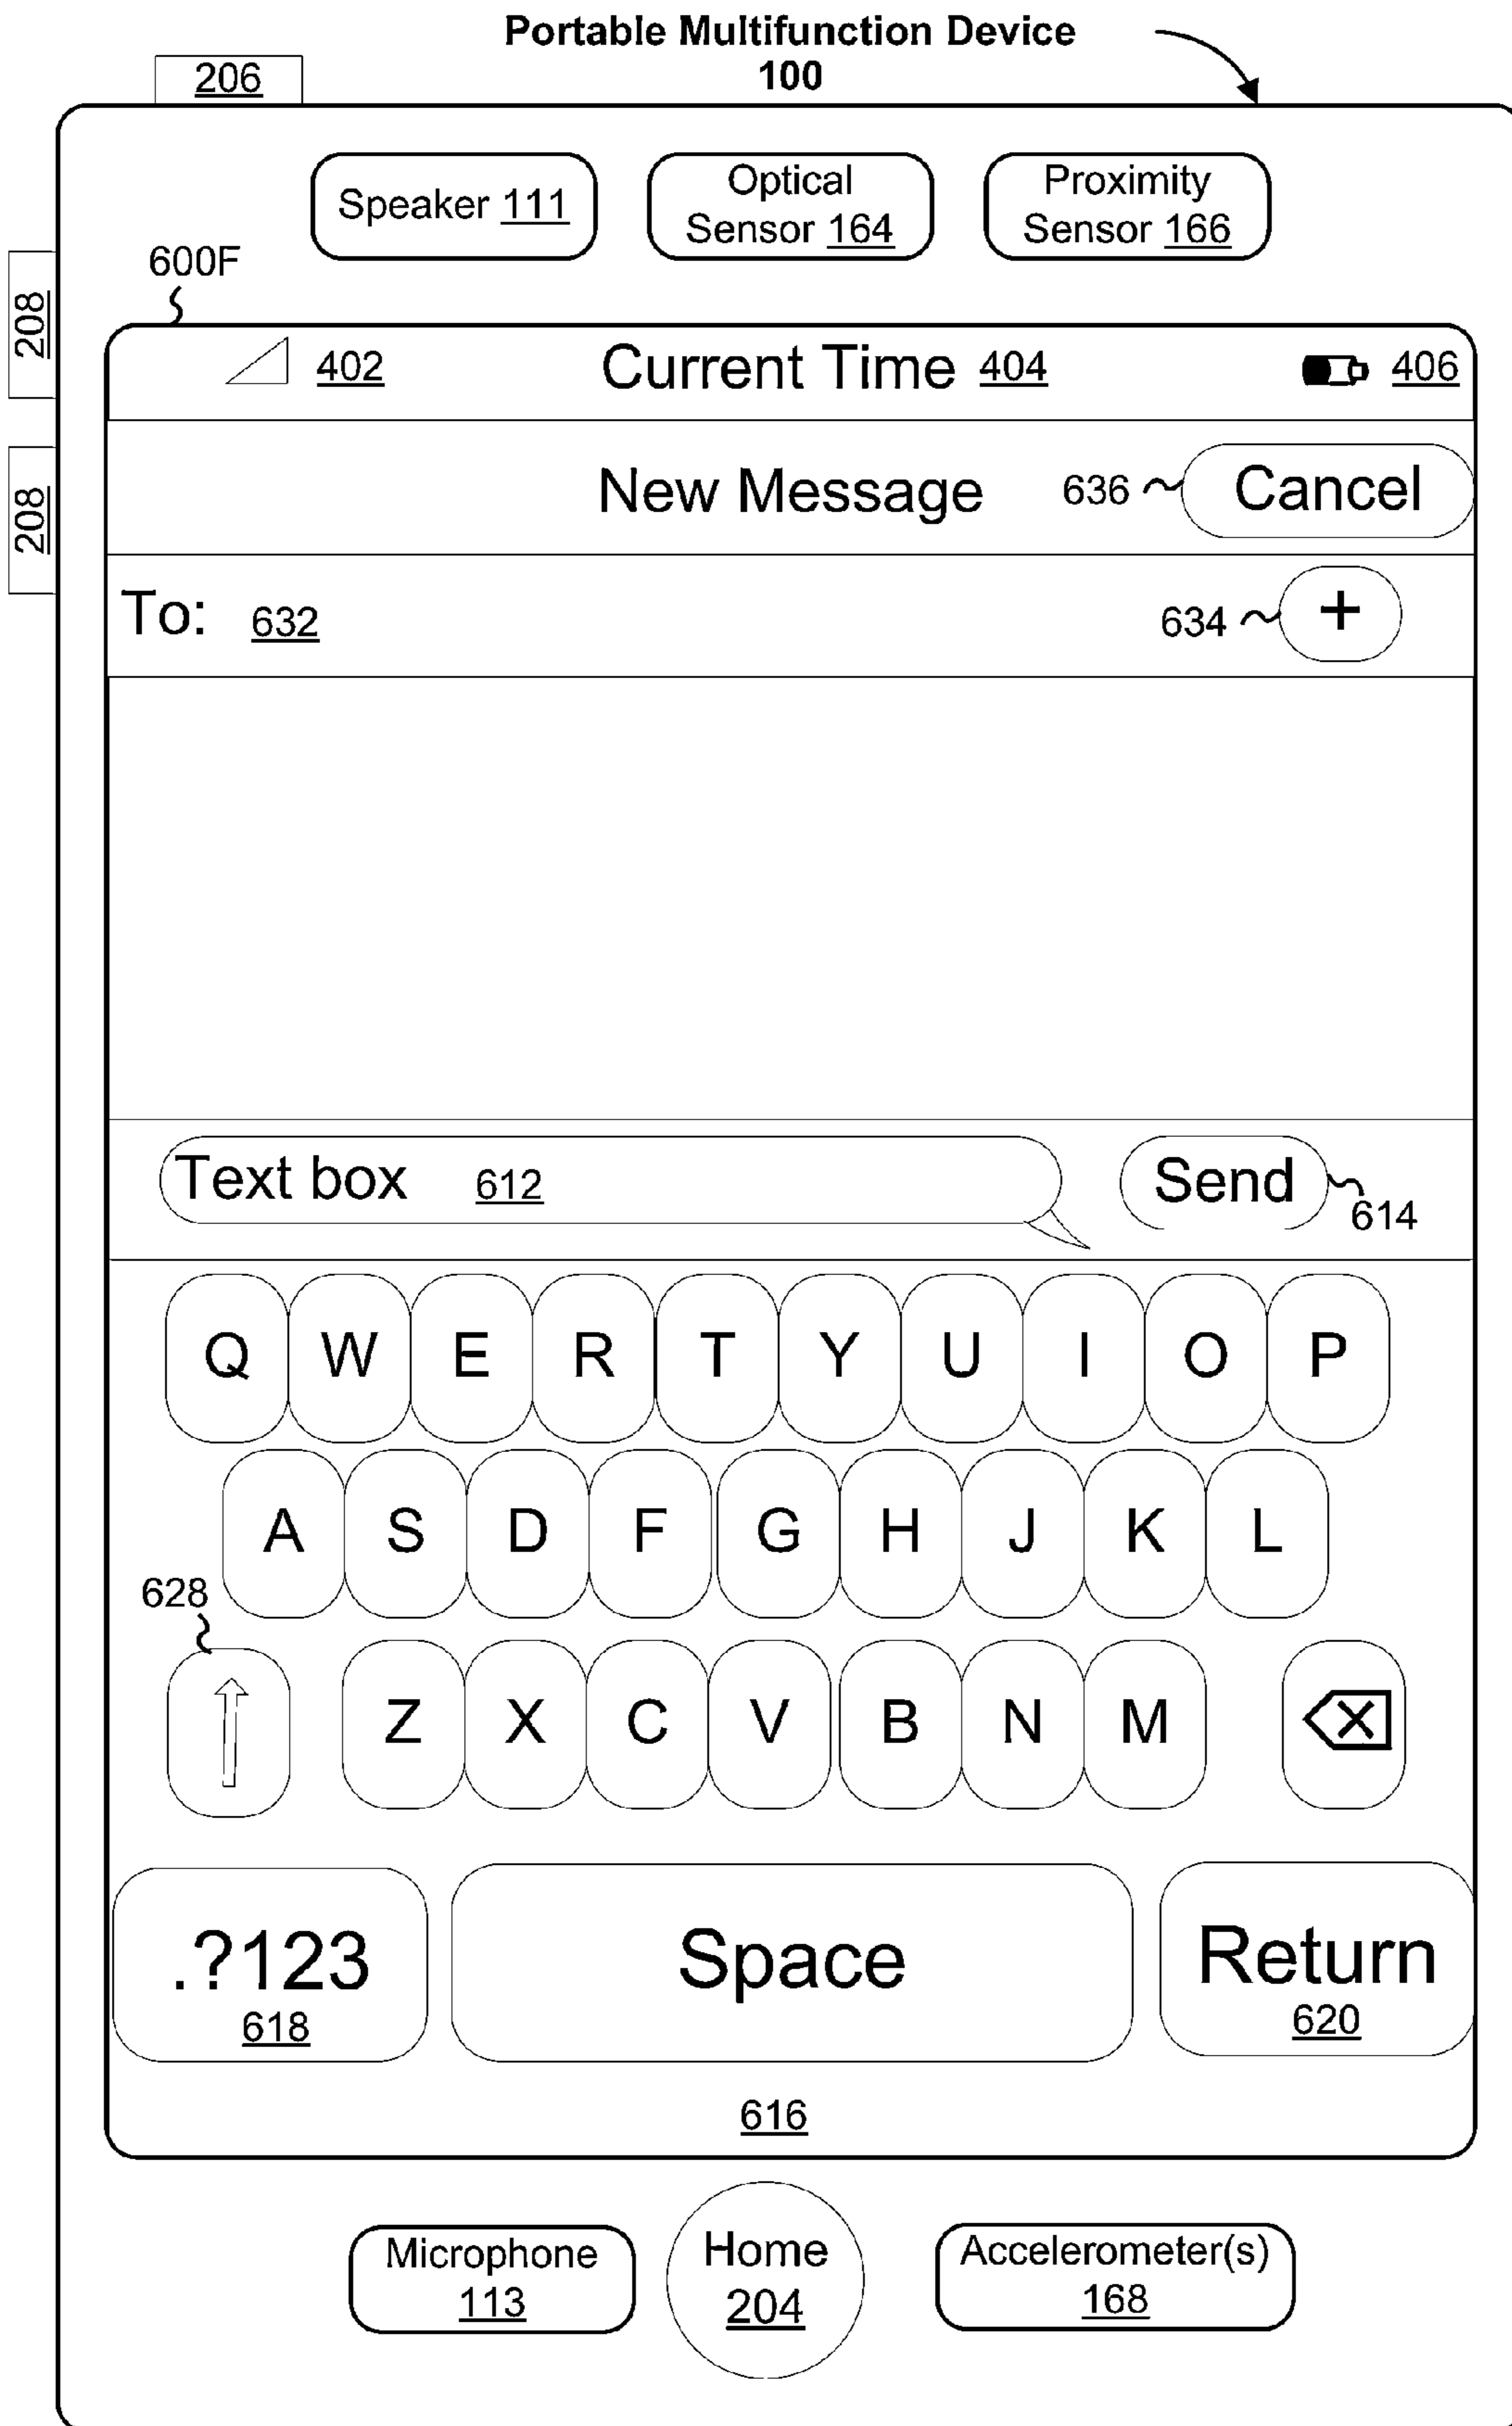 Portable Multifunction Device
100
206
Speaker 111
Optical
Sensor 164
Proximity
Sensor 166
208
600F
402 Current Time 404 406
208
New Message 636 Cancel
To: 632 634 +
Text box 612 Send
614
Q W E R T Y U I O P
A S D F G H J K L
628
Z X C V B N M
.?123
618
Space
Return
620
616
Microphone
113
Home
204
Accelerometer(s)
168